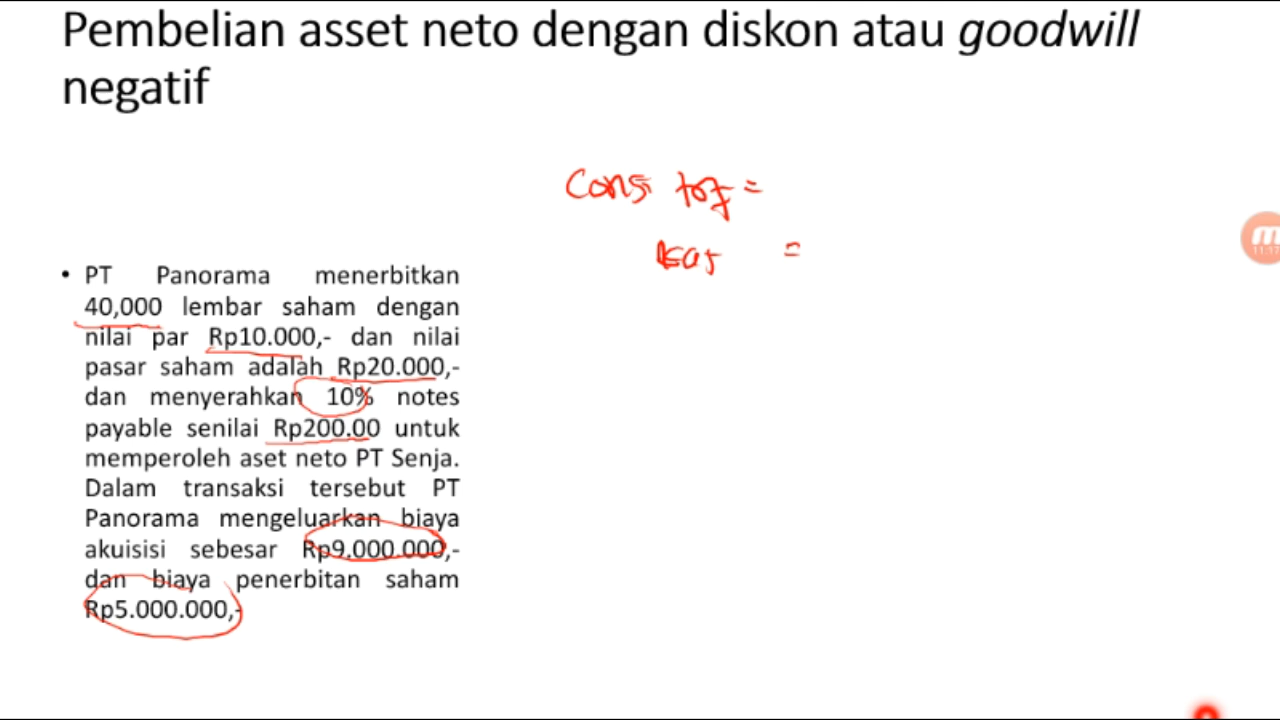 Pembelian asset neto dengan diskon atau goodwill
negatif
Cons trf =
=
• PT Panorama menerbitkan
40,000 lembar saham dengan
nilai par Rp10.000,- dan nilai
pasar saham adalah Rp20.000,-
dan menyerahkan 10% notes
payable senilai Rp200.00 untuk
memperoleh aset neto PT Senja.
Dalam transaksi tersebut PT
Panorama mengeluarkan biaya
akuisisi sebesar Rp9.000.000,-
dan biaya penerbitan saham
Rp5.000.000,-